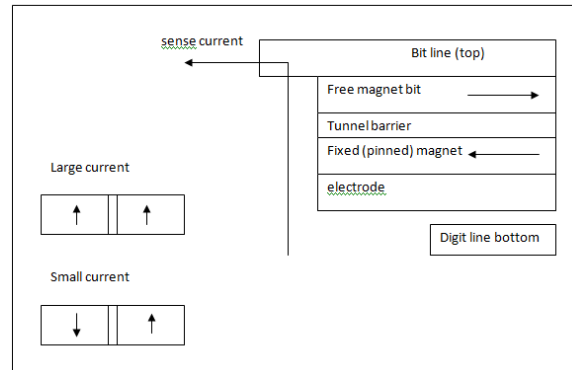 sense current
Bit line (top)
Free magnet bit
Tunnel barrier
Fixed (pinned) magnet
electrode
Digit line bottom
Large current
Small current